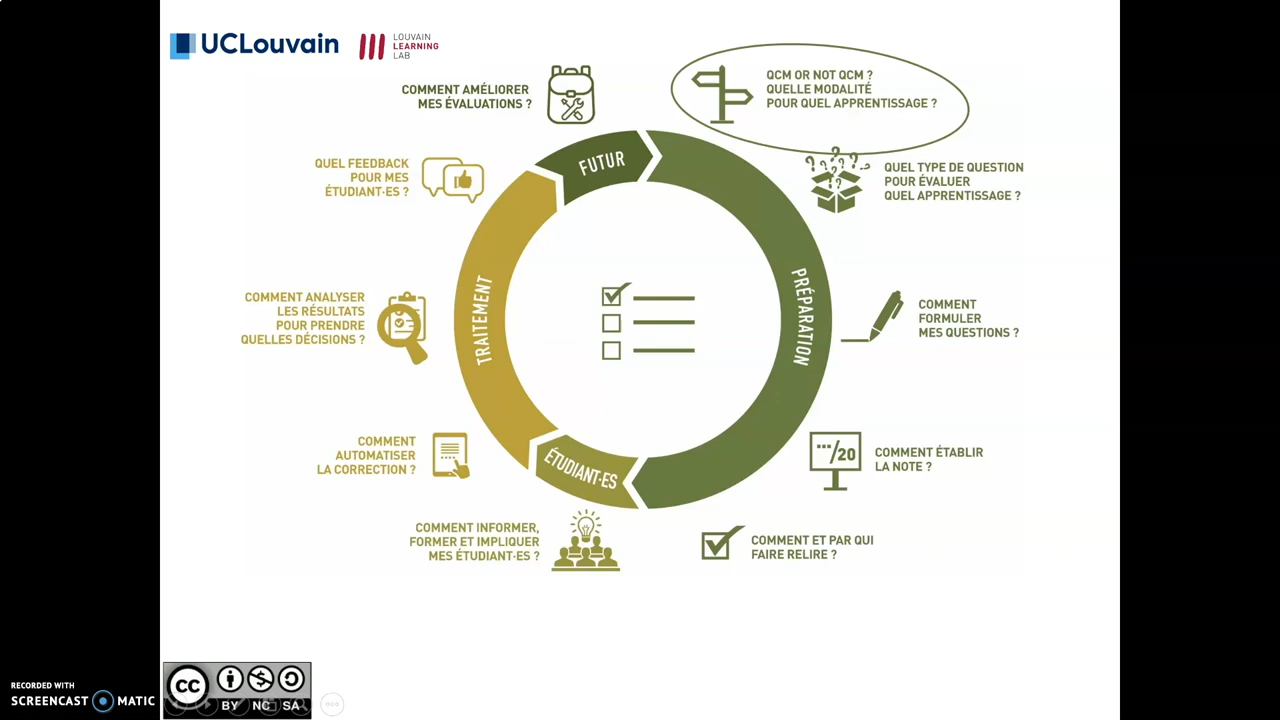 UCLouvain
LOUVAIN
LEARNING
LAB
COMMENT AMÉLIORER
MES ÉVALUATIONS ?
QCM OR NOT QCM ?
QUELLE MODALITÉ
POUR QUEL APPRENTISSAGE ?
FUTUR
QUEL FEEDBACK
POUR MES
ÉTUDIANT·ES ?
QUEL TYPE DE QUESTION
POUR ÉVALUER
QUEL APPRENTISSAGE ?
TRAITEMENT
PRÉPARATION
COMMENT ANALYSER
LES RÉSULTATS
POUR PRENDRE
QUELLES DÉCISIONS ?
COMMENT
FORMULER
MES QUESTIONS ?
COMMENT
AUTOMATISER
LA CORRECTION ?
ÉTUDIANT·ES
.../20
COMMENT ÉTABLIR
LA NOTE ?
COMMENT INFORMER,
FORMER ET IMPLIQUER
MES ÉTUDIANT·ES ?
COMMENT ET PAR QUI
FAIRE RELIRE ?
RECORDED WITH
SCREENCAST MATIC
CC
BY NC SA